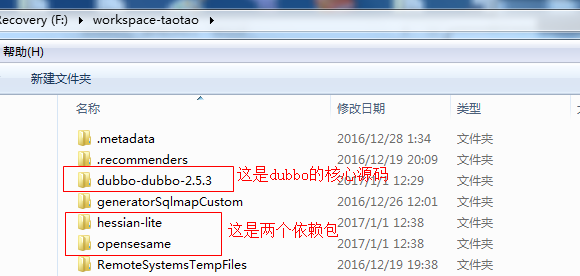 Recovery (F:) ▸ workspace-taotao ▸
帮助(H)
新建文件夹
名称 修改日期 类型
.metadata 2016/12/28 1:34 文件夹
.recommenders 2016/12/19 20:09 文件夹
dubbo-dubbo-2.5.3 这是dubbo的核心源码 12:29 文件夹
generatorSqlmapCustom 2016/12/26 12:01 文件夹
hessian-lite 2017/1/1 12:38 文件夹
这是两个依赖包
opensesame 2017/1/1 12:38 文件夹
RemoteSystemsTempFiles 2016/12/19 19:38 文件夹